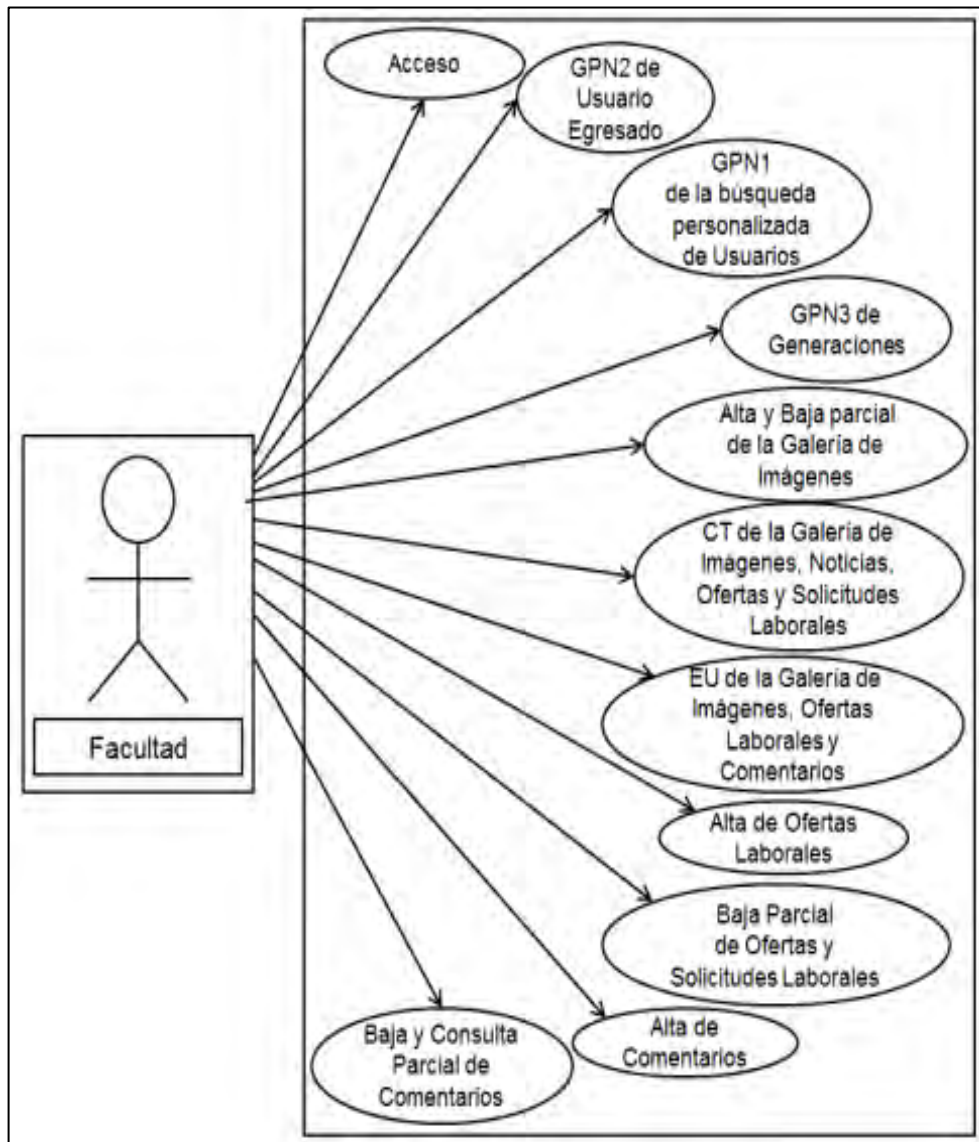 Acceso
GPN2 de
Usuario
Egresado
GPN1
de la búsqueda
personalizada
de Usuarios
GPN3 de
Generaciones
Alta y Baja parcial
de la Galería de
Imágenes
CT de la Galería de
Imágenes, Noticias,
Ofertas y Solicitudes
Laborales
EU de la Galería de
Imágenes, Ofertas
Laborales y
Comentarios
Facultad
Alta de Ofertas
Laborales
Baja Parcial
de Ofertas y
Solicitudes Laborales
Alta de
Comentarios
Baja y Consulta
Parcial de
Comentarios